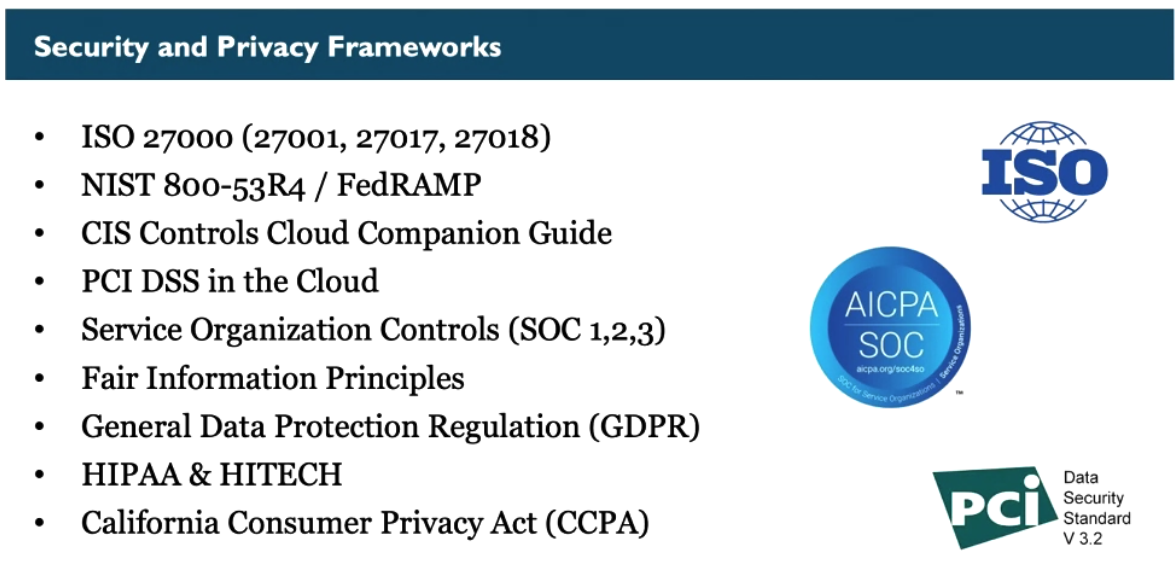 Security and Privacy Frameworks
• ISO 27000 (27001, 27017, 27018)
• NIST 800-53R4 / FedRAMP
• CIS Controls Cloud Companion Guide
• PCI DSS in the Cloud
• Service Organization Controls (SOC 1,2,3)
• Fair Information Principles
• General Data Protection Regulation (GDPR)
• HIPAA & HITECH
• California Consumer Privacy Act (CCPA)
ISO
AICPA
SOC
aicpa.org/soc4so
SOC for Service Organizations | Service Organizations
™
PCi
Data
Security
Standard
V 3.2